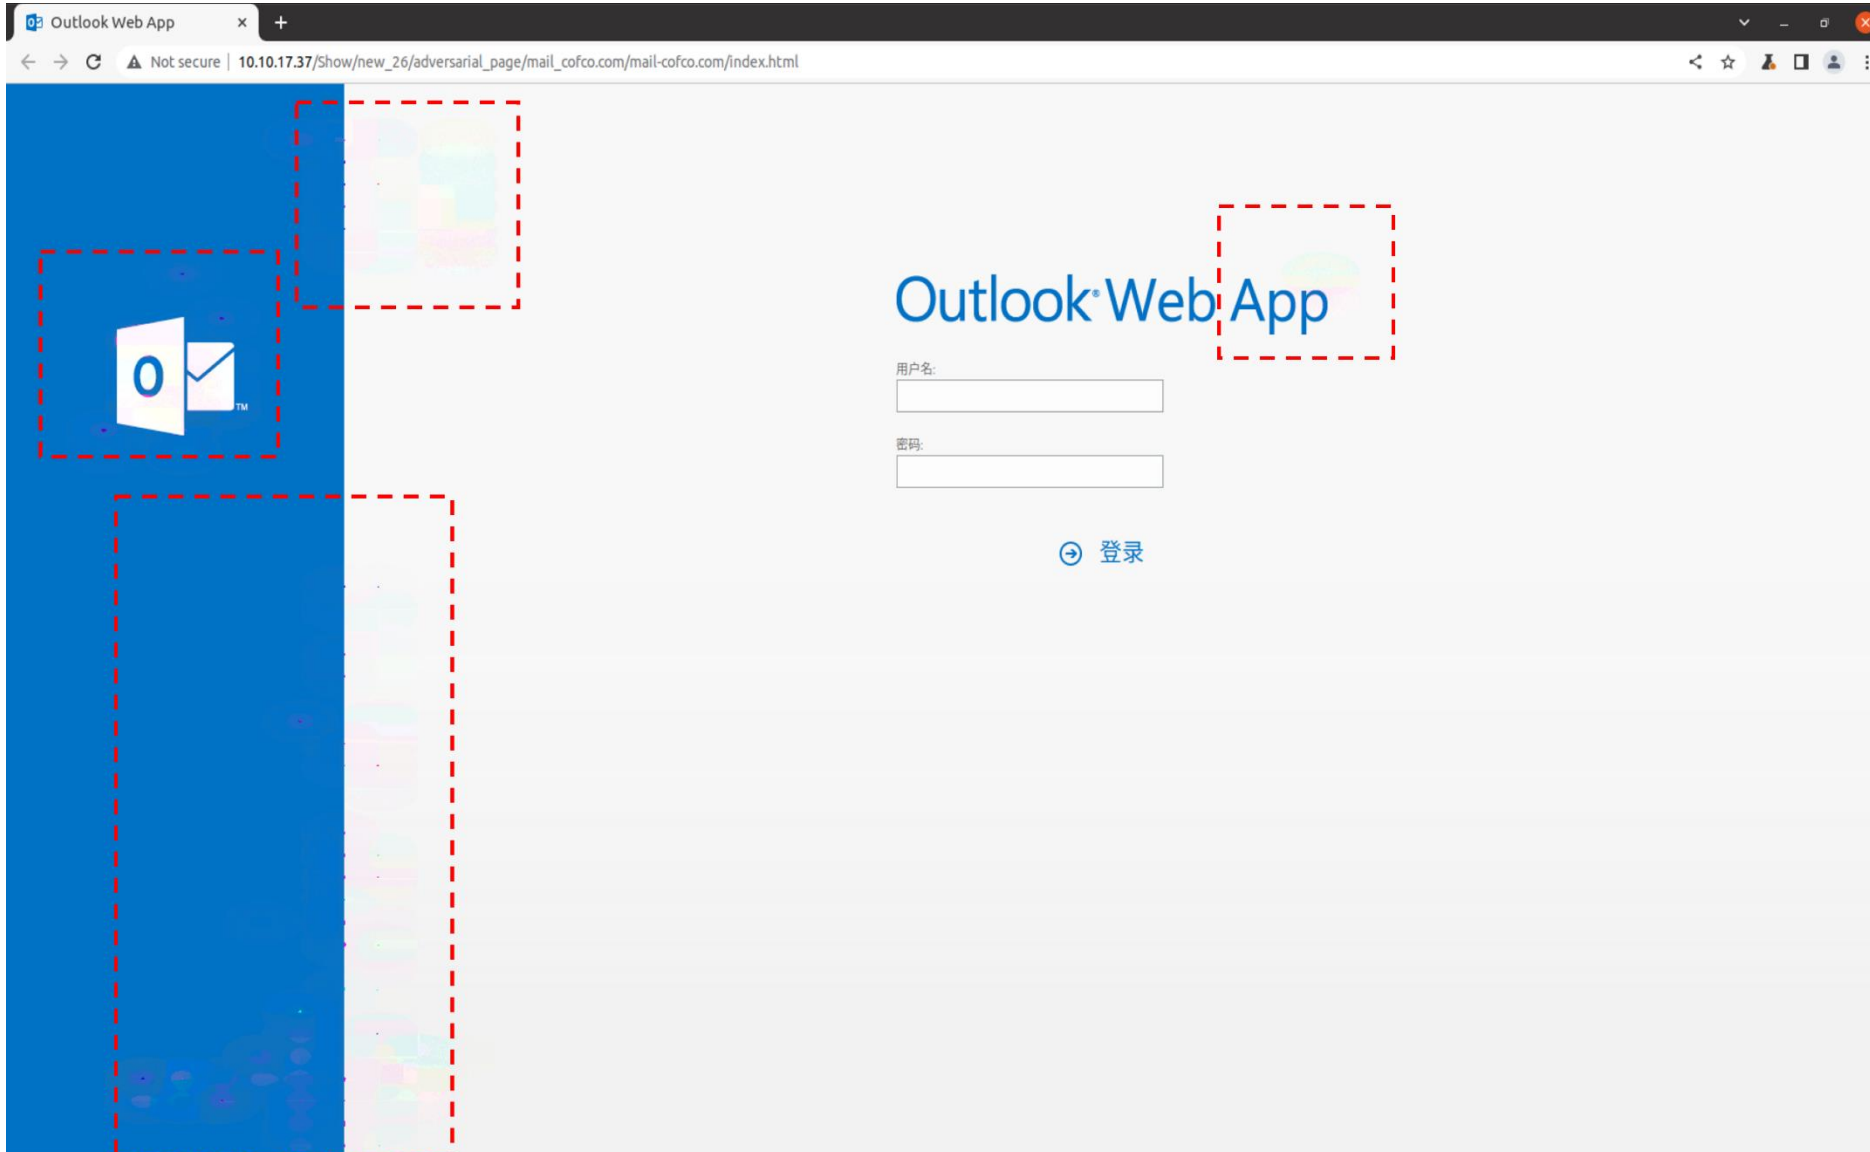 Outlook Web App
Not secure | 10.10.17.37/Show/new_26/adversarial_page/mail_cofco.com/mail-cofco.com/index.html
Outlook® Web App
O
TM
用户名:
密码:
登录